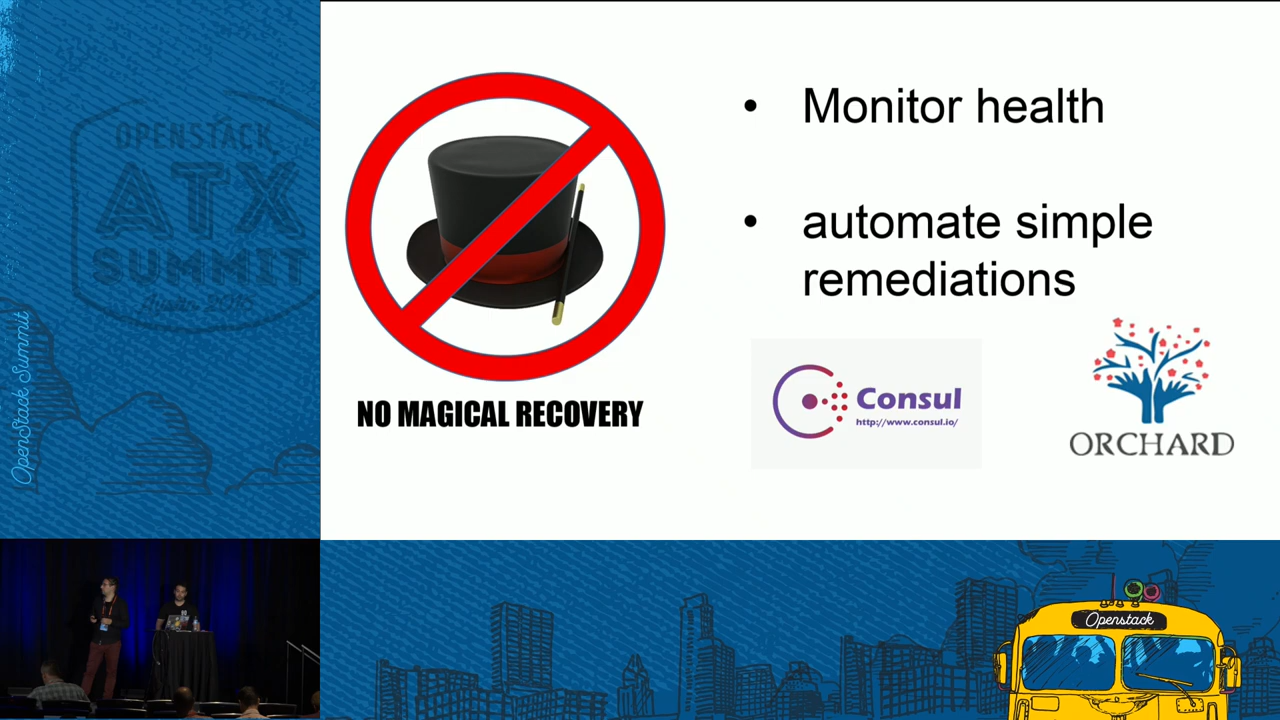 OPENSTACK
ATX
SUMMIT
OpenStack Summit
NO MAGICAL RECOVERY
• Monitor health
• automate simple
remediations
Consul
http://www.consul.io/
ORCHARD
Openstack